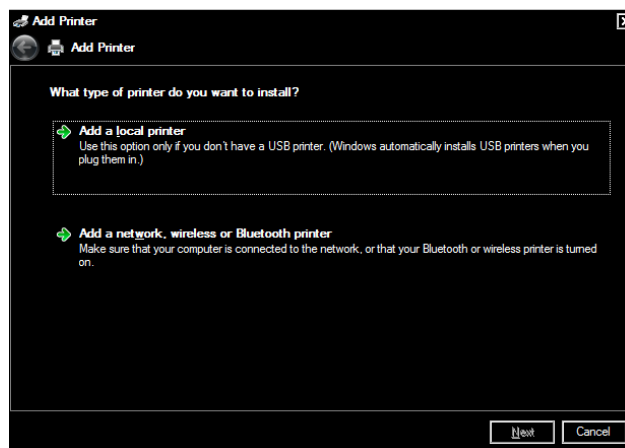 Add Printer
Add Printer
What type of printer do you want to install?
Add a local printer
Use this option only if you don't have a USB printer. (Windows automatically installs USB printers when you
plug them in.)
Add a network, wireless or Bluetooth printer
Make sure that your computer is connected to the network, or that your Bluetooth or wireless printer is turned
on.
Next Cancel